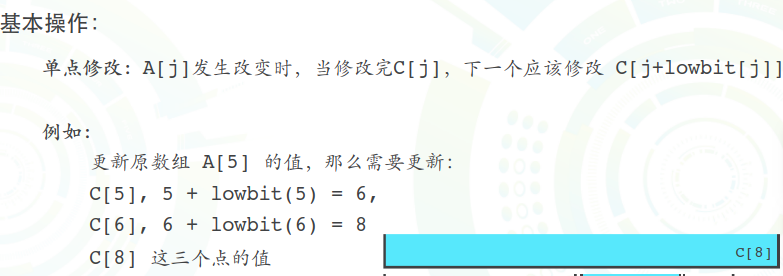 基本操作：
单点修改：A[j]发生改变时，当修改完C[j]，下一个应该修改 C[j+lowbit[j]]
例如：
更新原数组 A[5] 的值，那么需要更新：
C[5], 5 + lowbit(5) = 6,
C[6], 6 + lowbit(6) = 8
C[8] 这三个点的值
C[8]